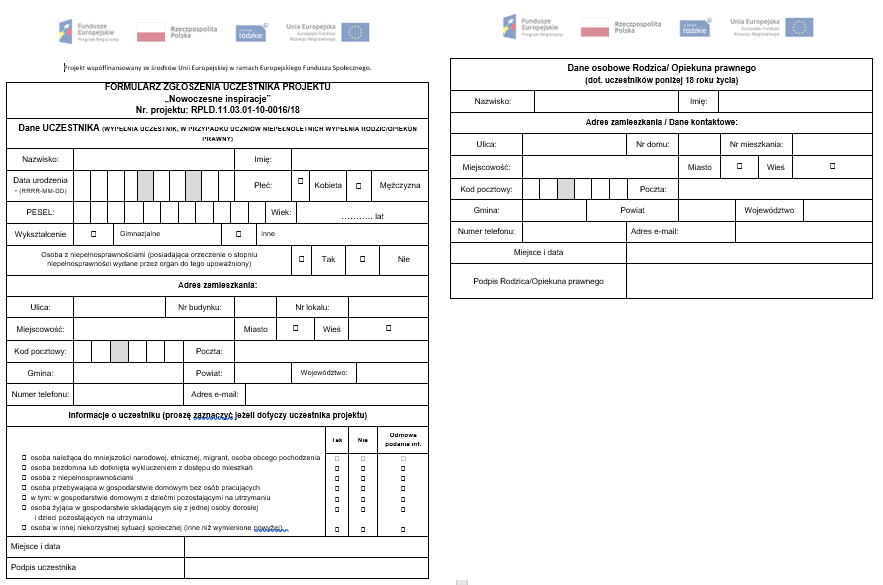 Fundusze
Europejskie
Program Regionalny
Rzeczpospolita
Polska
łódzkie
Unia Europejska
Europejski Fundusz
Rozwoju Regionalnego
Projekt współfinansowany ze środków Unii Europejskiej w ramach Europejskiego Funduszu Społecznego.
FORMULARZ ZGŁOSZENIA UCZESTNIKA PROJEKTU
„Nowoczesne inspiracje”
Nr. projektu: RPLD.11.03.01-10-0016/18
Dane UCZESTNIKA (WYPEŁNIA UCZESTNIK, W PRZYPADKU UCZNIÓW NIEPEŁNOLETNICH WYPEŁNIA RODZIC/OPIEKUN
PRAWNY)
Nazwisko: Imię:
Data urodzenia
- (RRRR-MM-DD) Płeć: Kobieta Mężczyzna
PESEL: Wiek: ........... lat
Wykształcenie Gimnazjalne Inne
Osoba z niepełnosprawnością (posiadająca orzeczenie o stopniu
niepełnosprawności wydane przez organ do tego upoważniony) Tak Nie
Adres zamieszkania:
Ulica: Nr budynku: Nr lokalu:
Miejscowość: Miasto Wieś
Kod pocztowy: Poczta:
Gmina: Powiat: Województwo:
Numer telefonu: Adres e-mail:
Informacje o uczestniku (proszę zaznaczyć jeżeli dotyczy uczestnika projektu)
Tak Nie Odmowa
podania inf.
osoba należąca do mniejszości narodowej, etnicznej, migrant, osoba obcego pochodzenia
osoba bezdomna lub dotknięta wykluczeniem z dostępu do mieszkań
osoba z niepełnosprawnościami
osoba przebywająca w gospodarstwie domowym bez osób pracujących
w tym: w gospodarstwie domowym z dziećmi pozostającymi na utrzymaniu
osoba żyjąca w gospodarstwie składającym się z jednej osoby dorosłej
i dzieci pozostających na utrzymaniu
osoba w innej niekorzystnej sytuacji społecznej (inne niż wymienione powyżej)
Miejsce i data
Podpis uczestnika
Fundusze
Europejskie
Program Regionalny
Rzeczpospolita
Polska
łódzkie
Unia Europejska
Europejski Fundusz
Rozwoju Regionalnego
Dane osobowe Rodzica/ Opiekuna prawnego
(dot. uczestników poniżej 18 roku życia)
Nazwisko: Imię:
Adres zamieszkania / Dane kontaktowe:
Ulica: Nr domu: Nr mieszkania:
Miejscowość: Miasto Wieś
Kod pocztowy: Poczta:
Gmina: Powiat Województwo
Numer telefonu: Adres e-mail:
Miejsce i data
Podpis Rodzica/Opiekuna prawnego